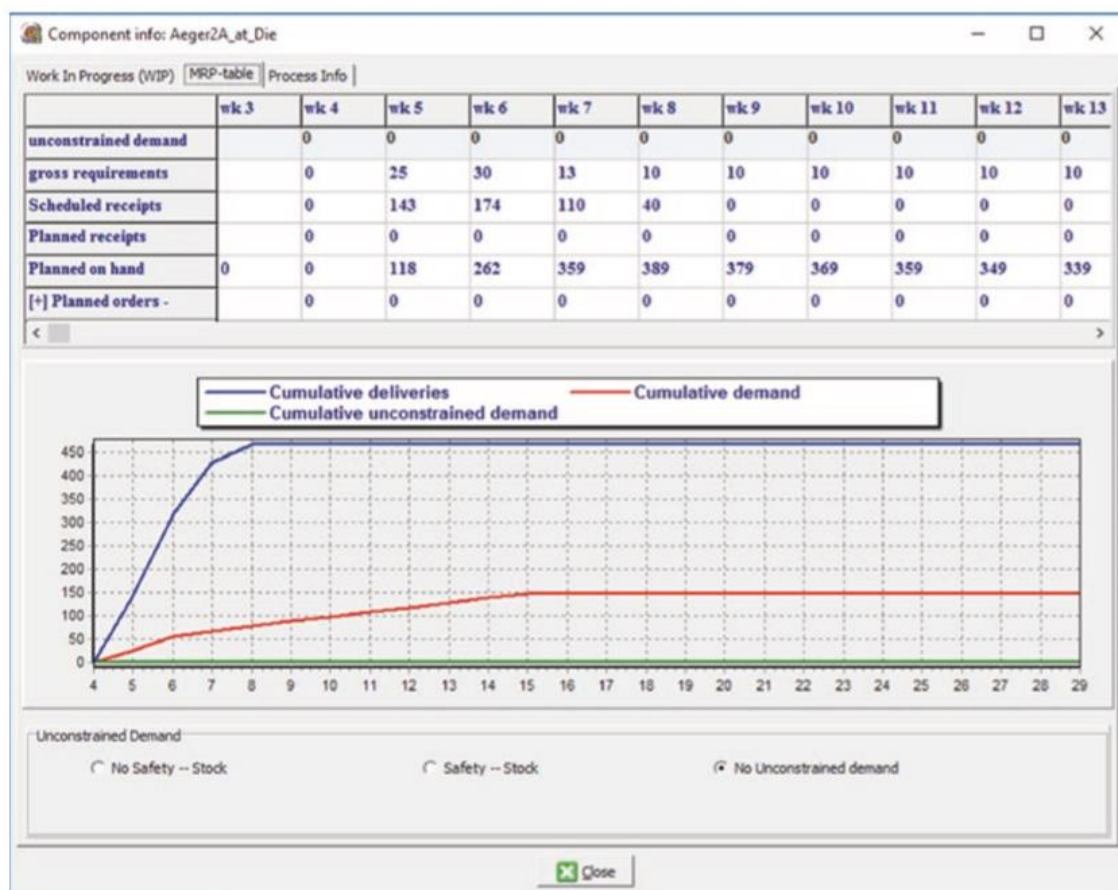 Component info: Aeger2A_at_Die
Work In Progress (WIP) MRP-table Process Info
wk 3 wk 4 wk 5 wk 6 wk 7 wk 8 wk 9 wk 10 wk 11 wk 12 wk 13
unconstrained demand 0 0 0 0 0 0 0 0 0 0
gross requirements 0 25 30 13 10 10 10 10 10 10
Scheduled receipts 0 143 174 110 40 0 0 0 0 0
Planned receipts 0 0 0 0 0 0 0 0 0 0
Planned on hand 0 0 118 262 359 389 379 369 359 349 339
[+] Planned orders - 0 0 0 0 0 0 0 0 0 0
Cumulative deliveries Cumulative demand
Cumulative unconstrained demand
450
400
350
300
250
200
150
100
50
0
4 5 6 7 8 9 10 11 12 13 14 15 16 17 18 19 20 21 22 23 24 25 26 27 28 29
Unconstrained Demand
No Safety -- Stock Safety -- Stock No Unconstrained demand
Close